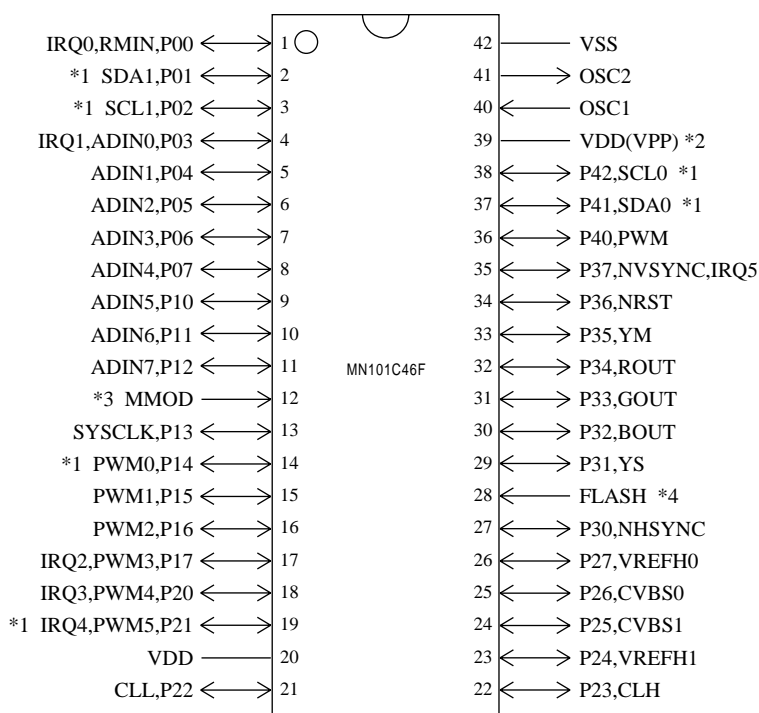 IRQ0,RMIN,P00 1 42 VSS
*1 SDA1,P01 2 41 OSC2
*1 SCL1,P02 3 40 OSC1
IRQ1,ADIN0,P03 4 39 VDD(VPP) *2
ADIN1,P04 5 38 P42,SCL0 *1
ADIN2,P05 6 37 P41,SDA0 *1
ADIN3,P06 7 36 P40,PWM
ADIN4,P07 8 35 P37,NVSYNC,IRQ5
ADIN5,P10 9 34 P36,NRST
ADIN6,P11 10 33 P35,YM
ADIN7,P12 11 MN101C46F 32 P34,ROUT
*3 MMOD 12 31 P33,GOUT
SYSCLK,P13 13 30 P32,BOUT
*1 PWM0,P14 14 29 P31,YS
PWM1,P15 15 28 FLASH *4
PWM2,P16 16 27 P30,NHSYNC
IRQ2,PWM3,P17 17 26 P27,VREFH0
IRQ3,PWM4,P20 18 25 P26,CVBS0
*1 IRQ4,PWM5,P21 19 24 P25,CVBS1
VDD 20 23 P24,VREFH1
CLL,P22 21 22 P23,CLH